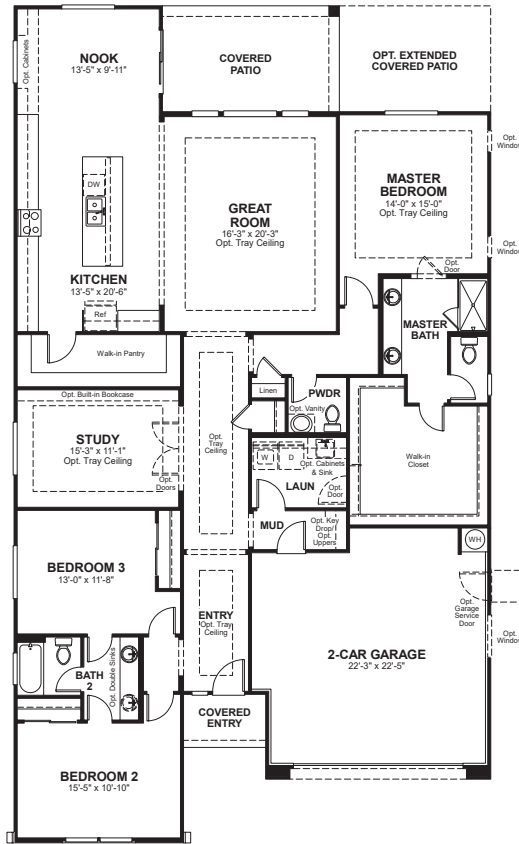 NOOK
13'-5" x 9'-11"
Opt. Cabinets
COVERED
PATIO
OPT. EXTENDED
COVERED PATIO
Opt.
Window
DW
GREAT
ROOM
16'-3" x 20'-3"
Opt. Tray Ceiling
MASTER
BEDROOM
14'-0" x 15'-0"
Opt. Tray Ceiling
Opt.
Window
Opt.
Door
KITCHEN
13'-5" x 20'-6"
Ref
MASTER
BATH
Walk-in Pantry
Linen
PWDR
Opt. Vanity
Opt. Built-in Bookcase
STUDY
15'-3" x 11'-1"
Opt. Tray Ceiling
Opt.
Doors
Opt.
Tray
Ceiling
W
D
Opt. Cabinets
& Sink
LAUN
Opt.
Door
Walk-in
Closet
MUD
Opt. Key
Drop/
Opt.
Uppers
WH
BEDROOM 3
13'-0" x 11'-8"
Opt.
Garage
Service
Door
ENTRY
Opt. Tray
Ceiling
Opt.
Window
2-CAR GARAGE
22'-3" x 22'-5"
BATH
2
Opt. Double Sinks
COVERED
ENTRY
BEDROOM 2
15'-5" x 10'-10"